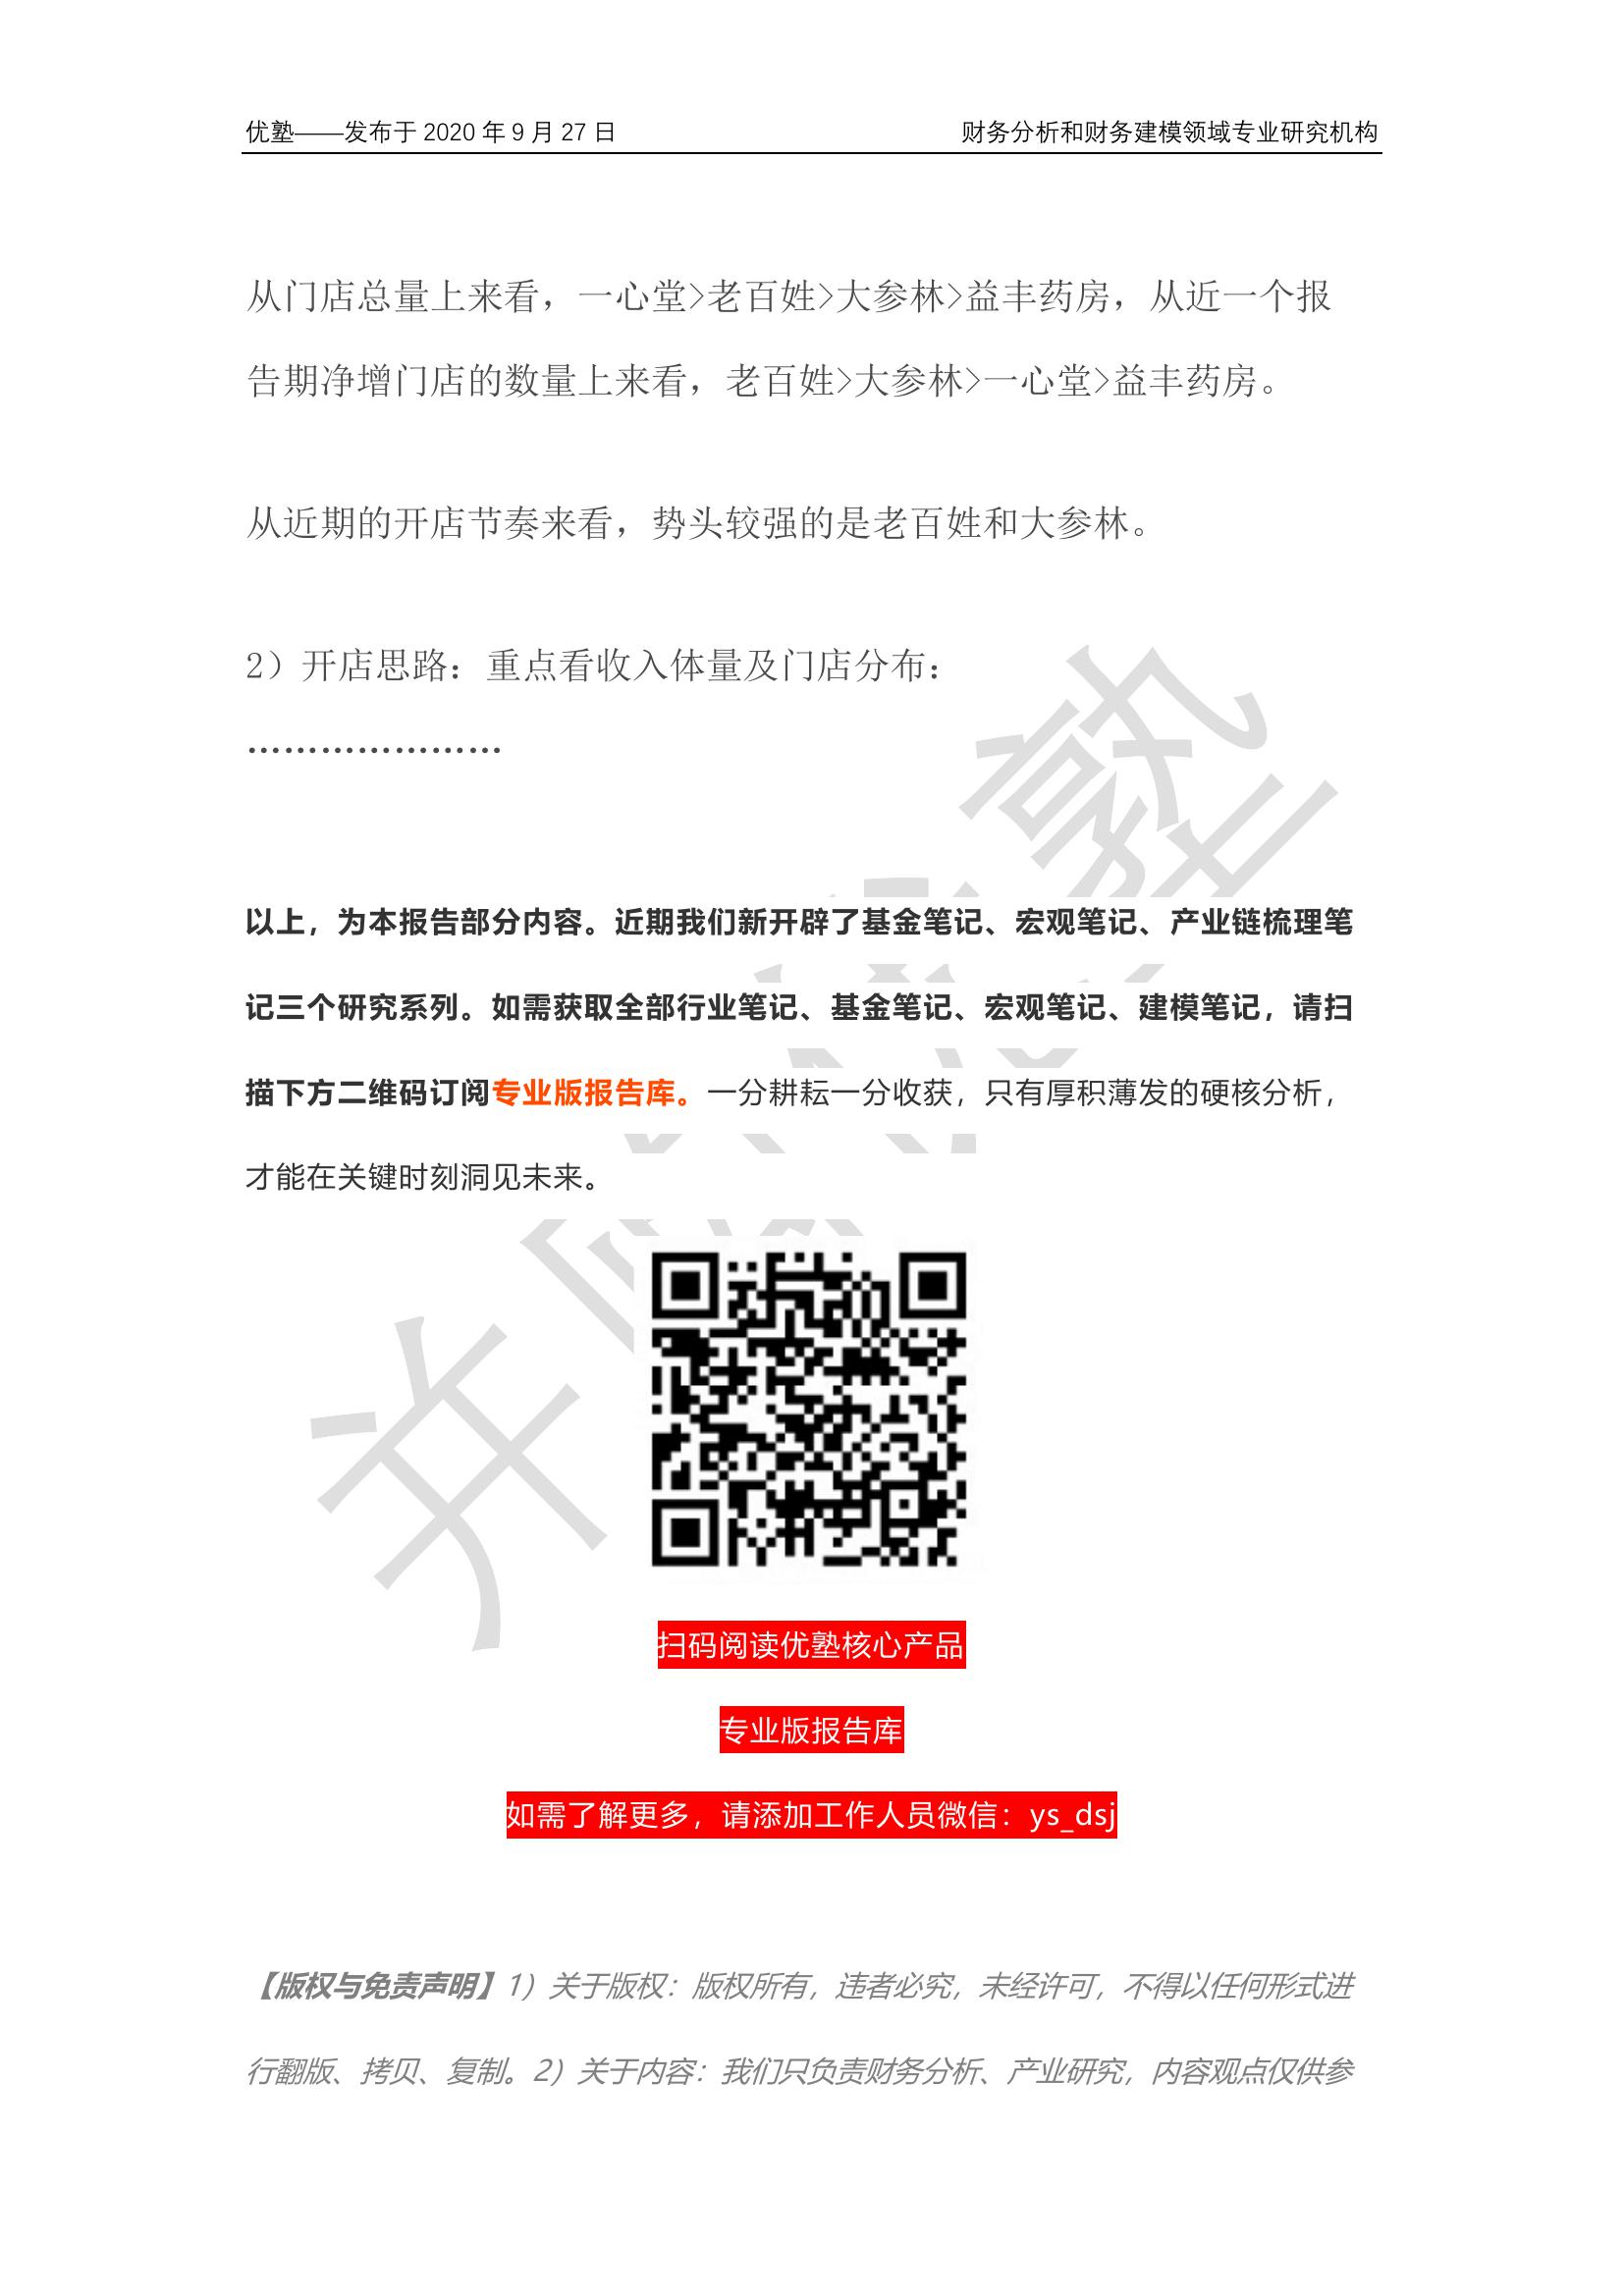 优塾——发布于 2020 年 9 月 27 日 财务分析和财务建模领域专业研究机构
从门店总量上来看，一心堂>老百姓>大参林>益丰药房，从近一个报
告期净增门店的数量上来看，老百姓>大参林>一心堂>益丰药房。
从近期的开店节奏来看，势头较强的是老百姓和大参林。
2）开店思路：重点看收入体量及门店分布：
…………………
以上，为本报告部分内容。近期我们新开辟了基金笔记、宏观笔记、产业链梳理笔
记三个研究系列。如需获取全部行业笔记、基金笔记、宏观笔记、建模笔记，请扫
描下方二维码订阅专业版报告库。一分耕耘一分收获，只有厚积薄发的硬核分析，
才能在关键时刻洞见未来。
扫码阅读优塾核心产品
专业版报告库
如需了解更多，请添加工作人员微信：ys_dsj
【版权与免责声明】1）关于版权：版权所有，违者必究，未经许可，不得以任何形式进
行翻版、拷贝、复制。2）关于内容：我们只负责财务分析、产业研究，内容观点仅供参